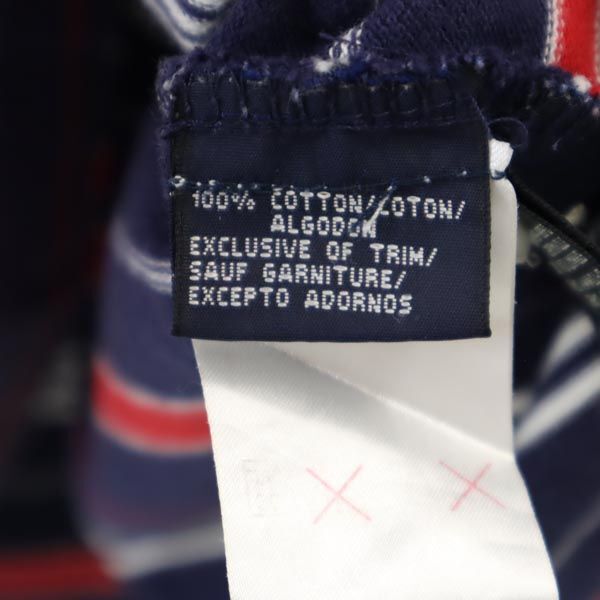 100% COTTON/COTON/
ALGODON
EXCLUSIVE OF TRIM/
SAUF GARNITURE/
EXCEPTO ADORNOS